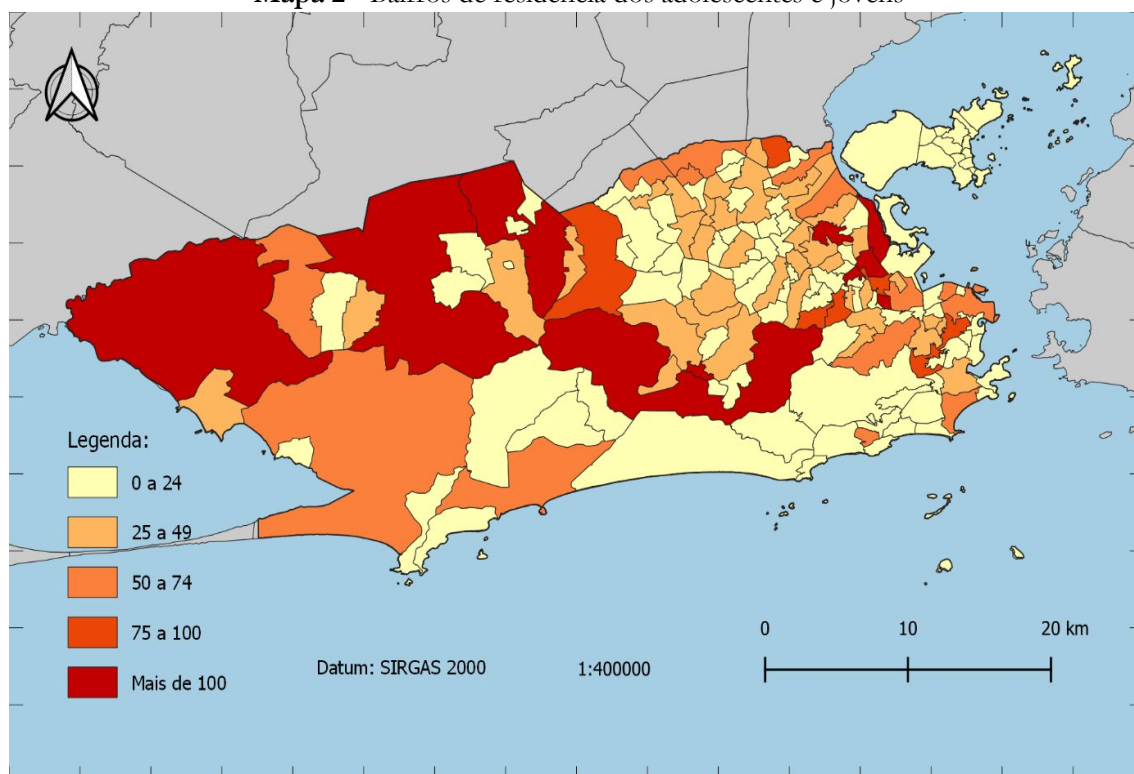 Mapa 2 - Bairros de residência dos adolescentes e jovens
Legenda:
0 a 24
25 a 49
50 a 74
75 a 100
Mais de 100
Datum: SIRGAS 2000
1:400000
0 10 20 km